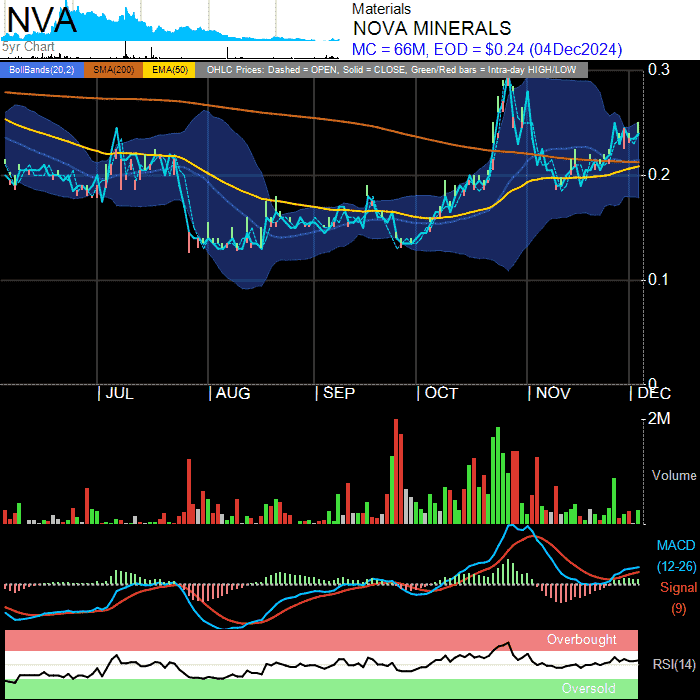 NVA
5yr Chart
Materials
NOVA MINERALS
MC = 66M, EOD = $0.24 (04Dec2024)
BollBands(20,2) SMA(200) EMA(50) OHLC Prices: Dashed = OPEN, Solid = CLOSE, Green/Red bars = Intra-day HIGH/LOW
0.3
0.2
0.1
0
JUL AUG SEP OCT NOV DEC
2M
Volume
MACD
(12-26)
Signal
(9)
Overbought
RSI(14)
Oversold